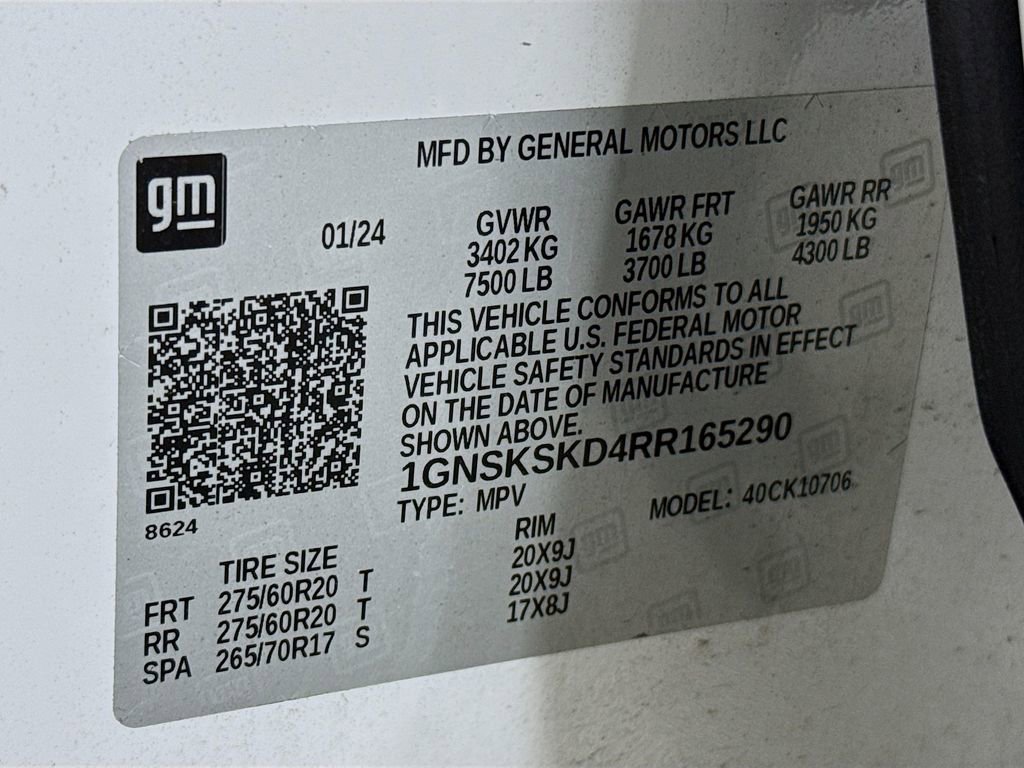 MFD BY GENERAL MOTORS LLC
gm
01/24
GVWR GAWR FRT GAWR RR
3402 KG 1678 KG 1950 KG
7500 LB 3700 LB 4300 LB
THIS VEHICLE CONFORMS TO ALL
APPLICABLE U.S. FEDERAL MOTOR
VEHICLE SAFETY STANDARDS IN EFFECT
ON THE DATE OF MANUFACTURE
SHOWN ABOVE.
1GNSKSKD4RR165290
TYPE: MPV MODEL: 40CK10706
8624
TIRE SIZE RIM
FRT 275/60R20 T 20X9J
RR 275/60R20 T 20X9J
SPA 265/70R17 S 17X8J